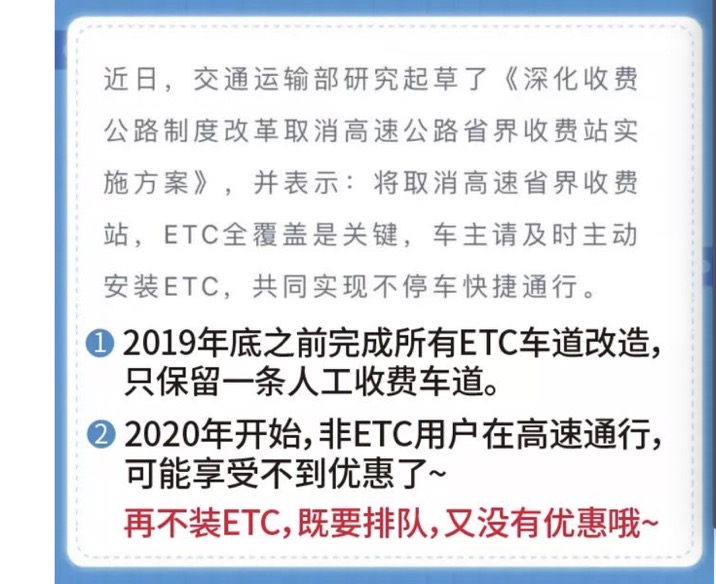 近日，交通运输部研究起草了《深化收费
公路制度改革取消高速公路省界收费站实
施方案》，并表示：将取消高速省界收费
站，ETC全覆盖是关键，车主请及时主动
安装ETC，共同实现不停车快捷通行。
1 2019年底之前完成所有ETC车道改造，
只保留一条人工收费车道。
2 2020年开始，非ETC用户在高速通行，
可能享受不到优惠了~
再不装ETC，既要排队，又没有优惠哦~